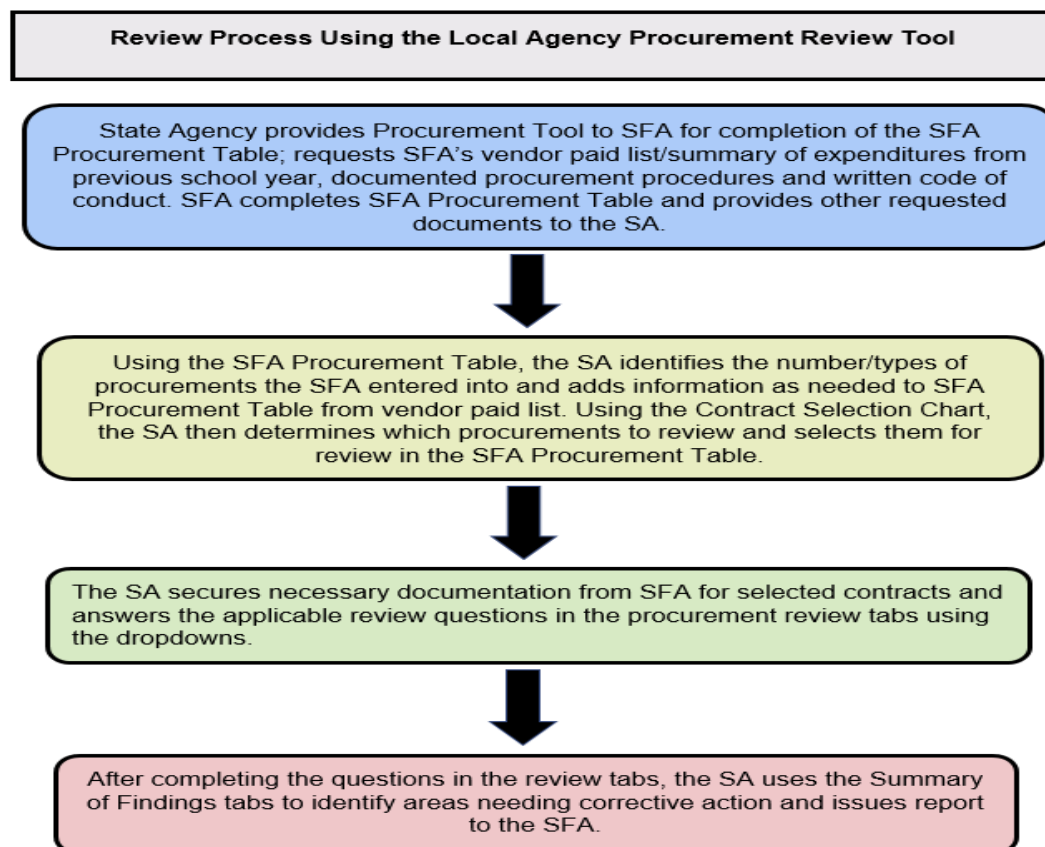 Review Process Using the Local Agency Procurement Review Tool
State Agency provides Procurement Tool to SFA for completion of the SFA
Procurement Table; requests SFA's vendor paid list/summary of expenditures from
previous school year, documented procurement procedures and written code of
conduct. SFA completes SFA Procurement Table and provides other requested
documents to the SA.
Using the SFA Procurement Table, the SA identifies the number/types of
procurements the SFA entered into and adds information as needed to SFA
Procurement Table from vendor paid list. Using the Contract Selection Chart,
the SA then determines which procurements to review and selects them for
review in the SFA Procurement Table.
The SA secures necessary documentation from SFA for selected contracts and
answers the applicable review questions in the procurement review tabs using
the dropdowns.
After completing the questions in the review tabs, the SA uses the Summary
of Findings tabs to identify areas needing corrective action and issues report
to the SFA.